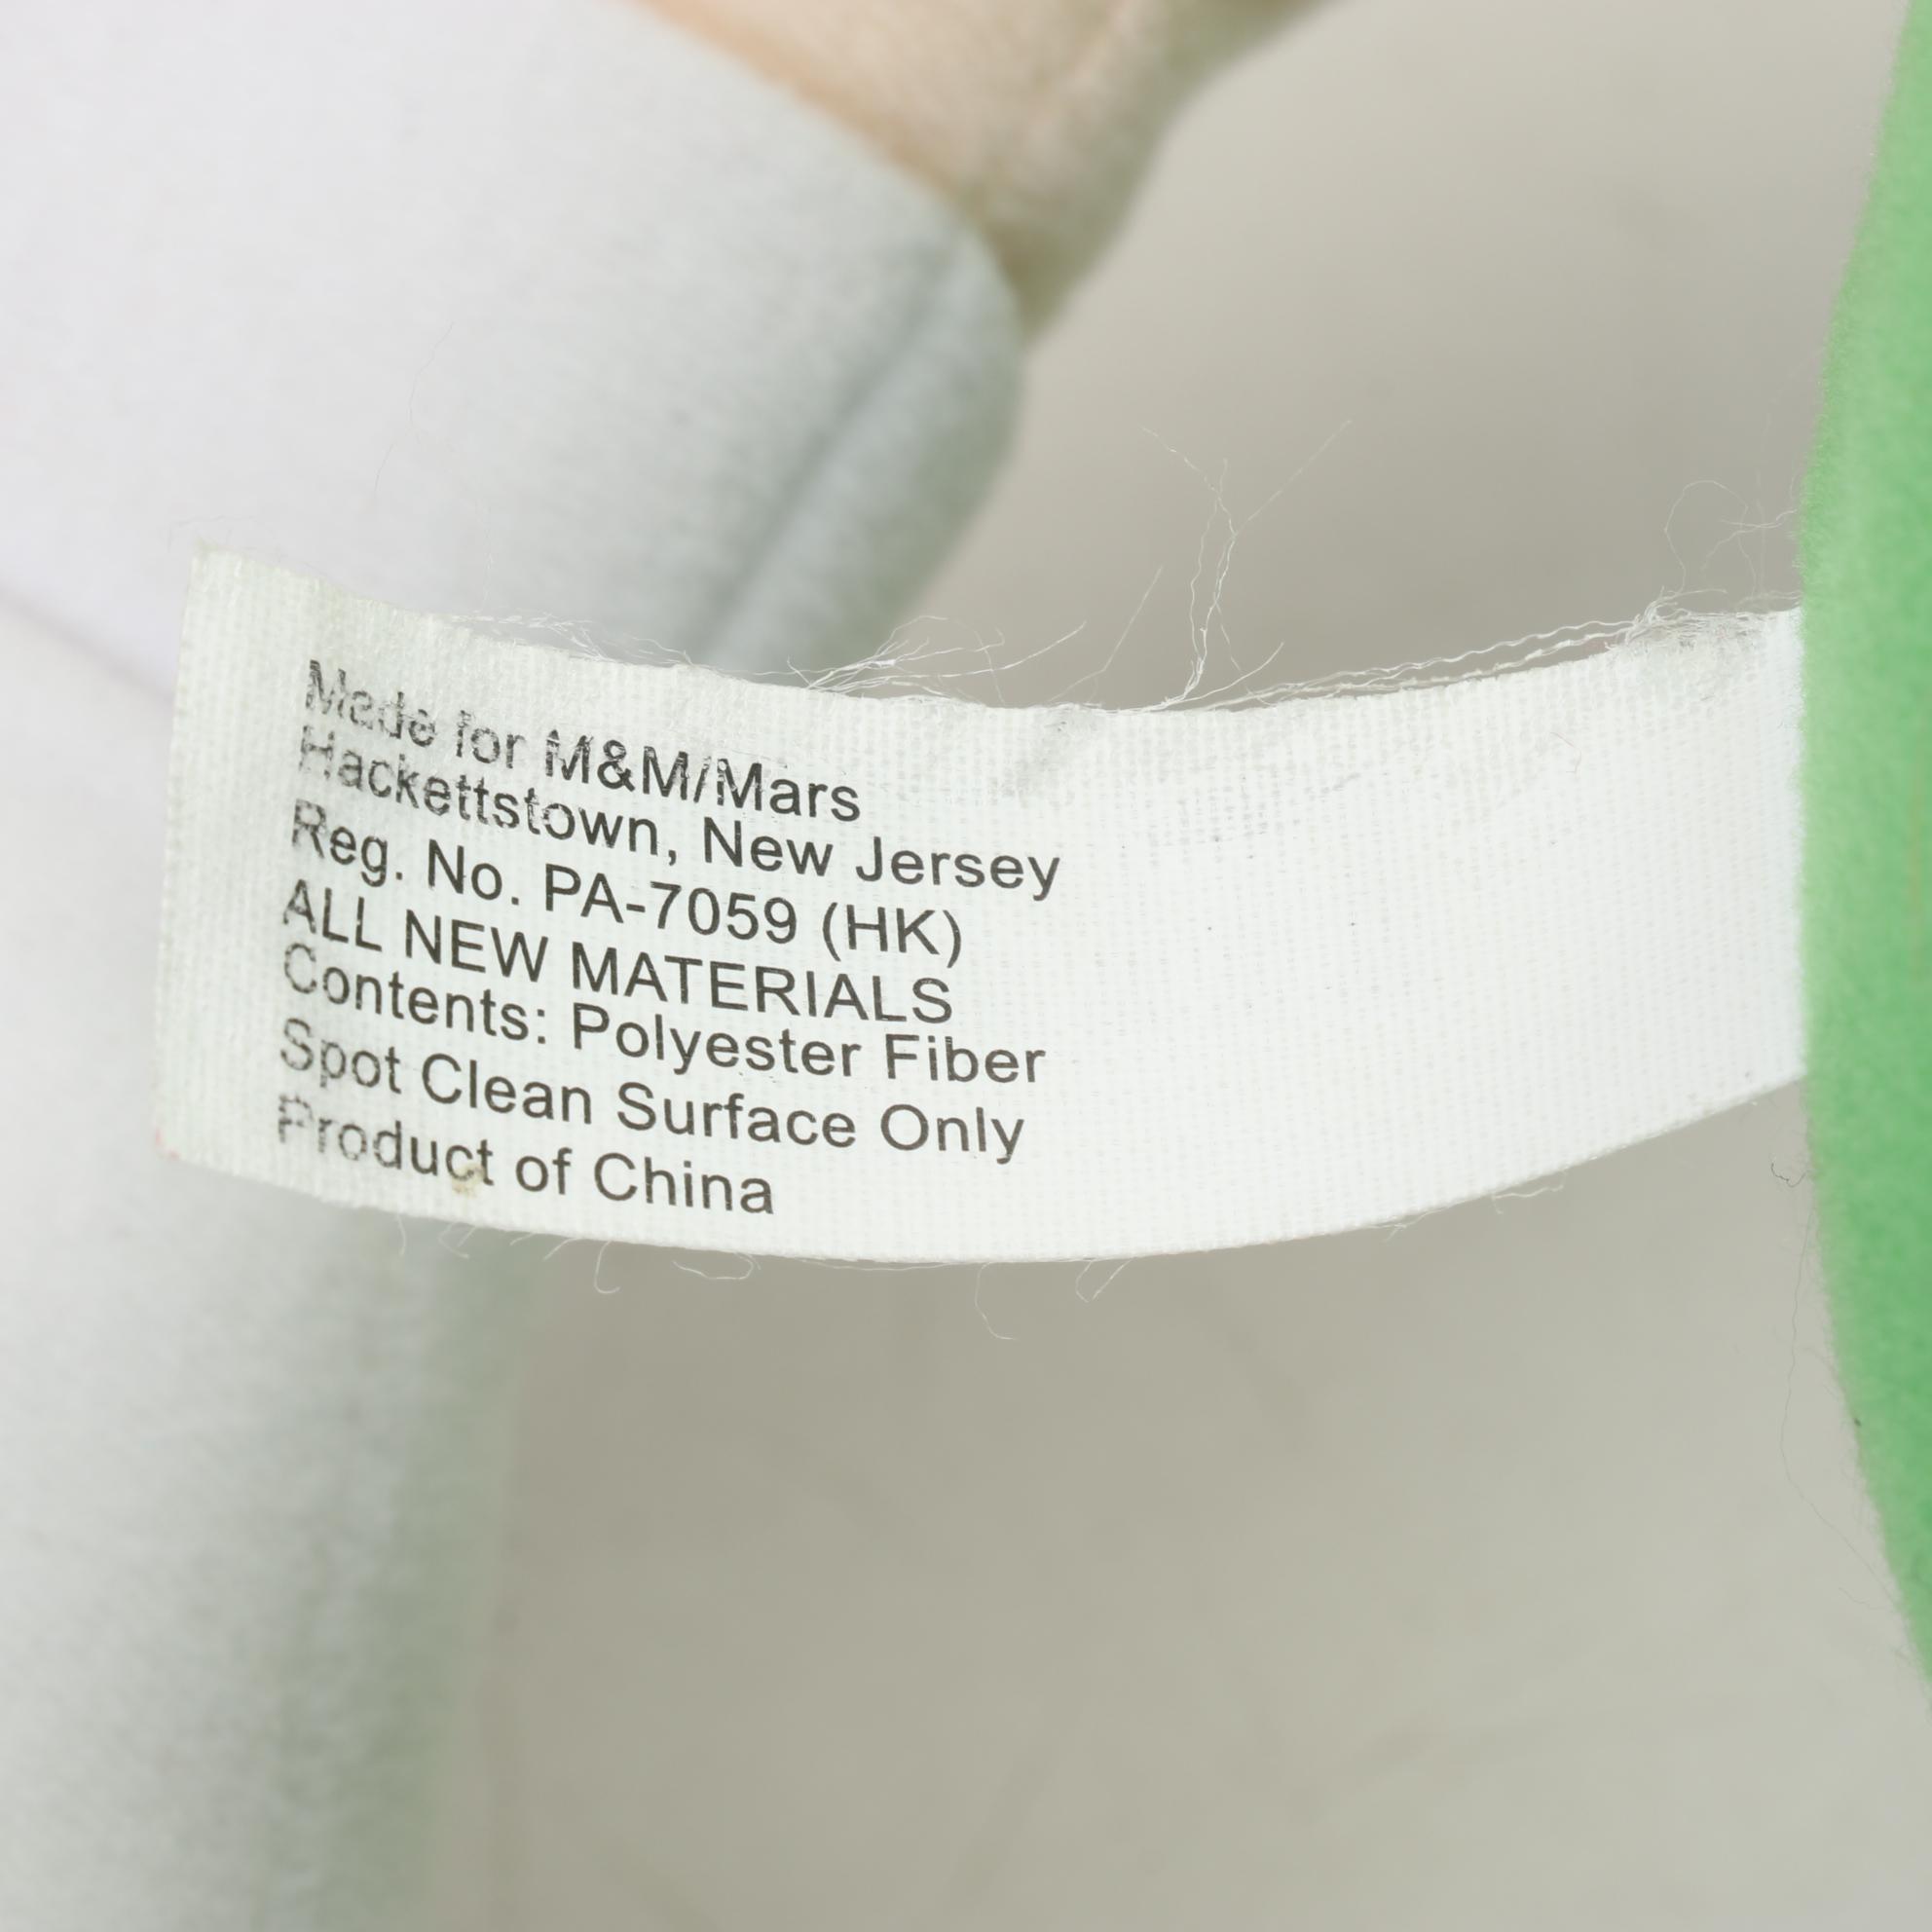 Made for M&M/Mars
Hackettstown, New Jersey
Reg. No. PA-7059 (HK)
ALL NEW MATERIALS
Contents: Polyester Fiber
Spot Clean Surface Only
Product of China